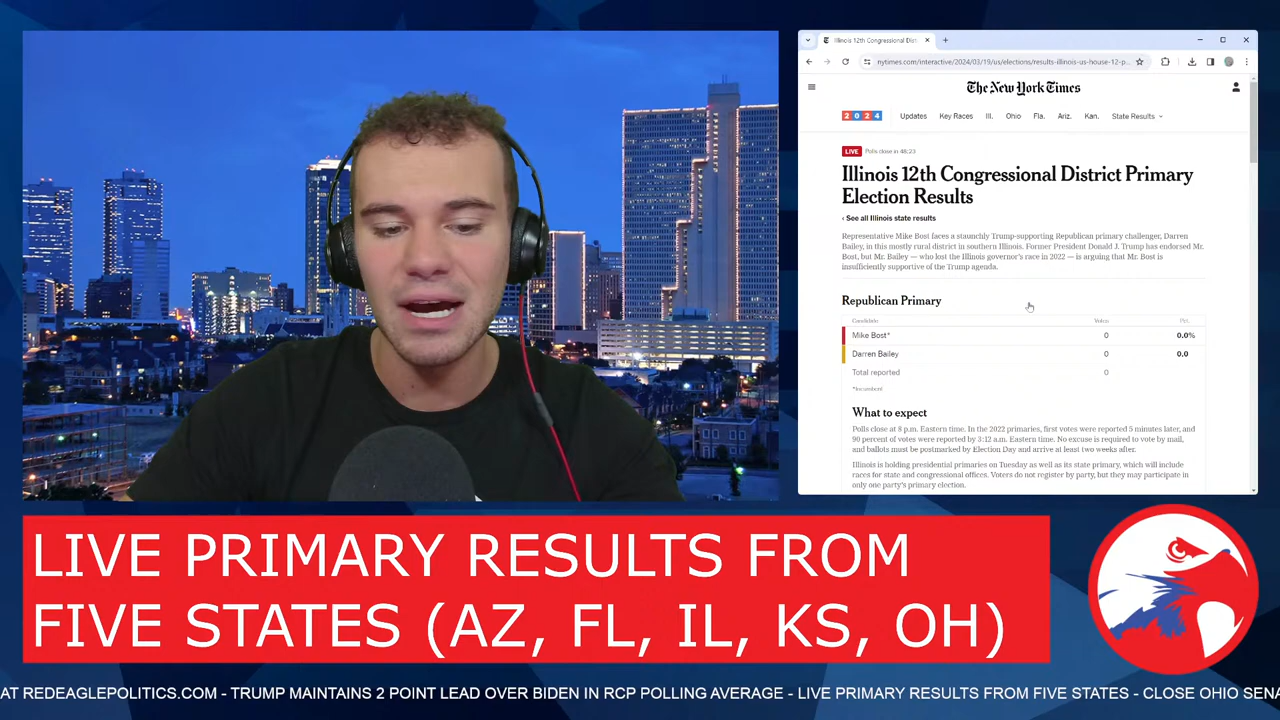 Illinois 12th Congressional Dist
nytimes.com/interactive/2024/03/19/us/elections/results-illinois-us-house-12-p...
The New York Times
2024 Updates Key Races Ill. Ohio Fla. Ariz. Kan. State Results
LIVE Polls close in 48:23
Illinois 12th Congressional District Primary
Election Results
‹ See all Illinois state results
Representative Mike Bost faces a staunchly Trump-supporting Republican primary challenger, Darren
Bailey, in this mostly rural district in southern Illinois. Former President Donald J. Trump has endorsed Mr.
Bost, but Mr. Bailey — who lost the Illinois governor's race in 2022 — is arguing that Mr. Bost is
insufficiently supportive of the Trump agenda.
Republican Primary
Candidate Votes Pct.
Mike Bost* 0 0.0%
Darren Bailey 0 0.0
Total reported 0
*Incumbent
What to expect
Polls close at 8 p.m. Eastern time. In the 2022 primaries, first votes were reported 5 minutes later, and
90 percent of votes were reported by 3:12 a.m. Eastern time. No excuse is required to vote by mail,
and ballots must be postmarked by Election Day and arrive at least two weeks after.
Illinois is holding presidential primaries on Tuesday as well as its state primary, which will include
races for state and congressional offices. Voters do not register by party, but they may participate in
only one party's primary election.
LIVE PRIMARY RESULTS FROM
FIVE STATES (AZ, FL, IL, KS, OH)
AT REDEAGLEPOLITICS.COM - TRUMP MAINTAINS 2 POINT LEAD OVER BIDEN IN RCP POLLING AVERAGE - LIVE PRIMARY RESULTS FROM FIVE STATES - CLOSE OHIO SENA